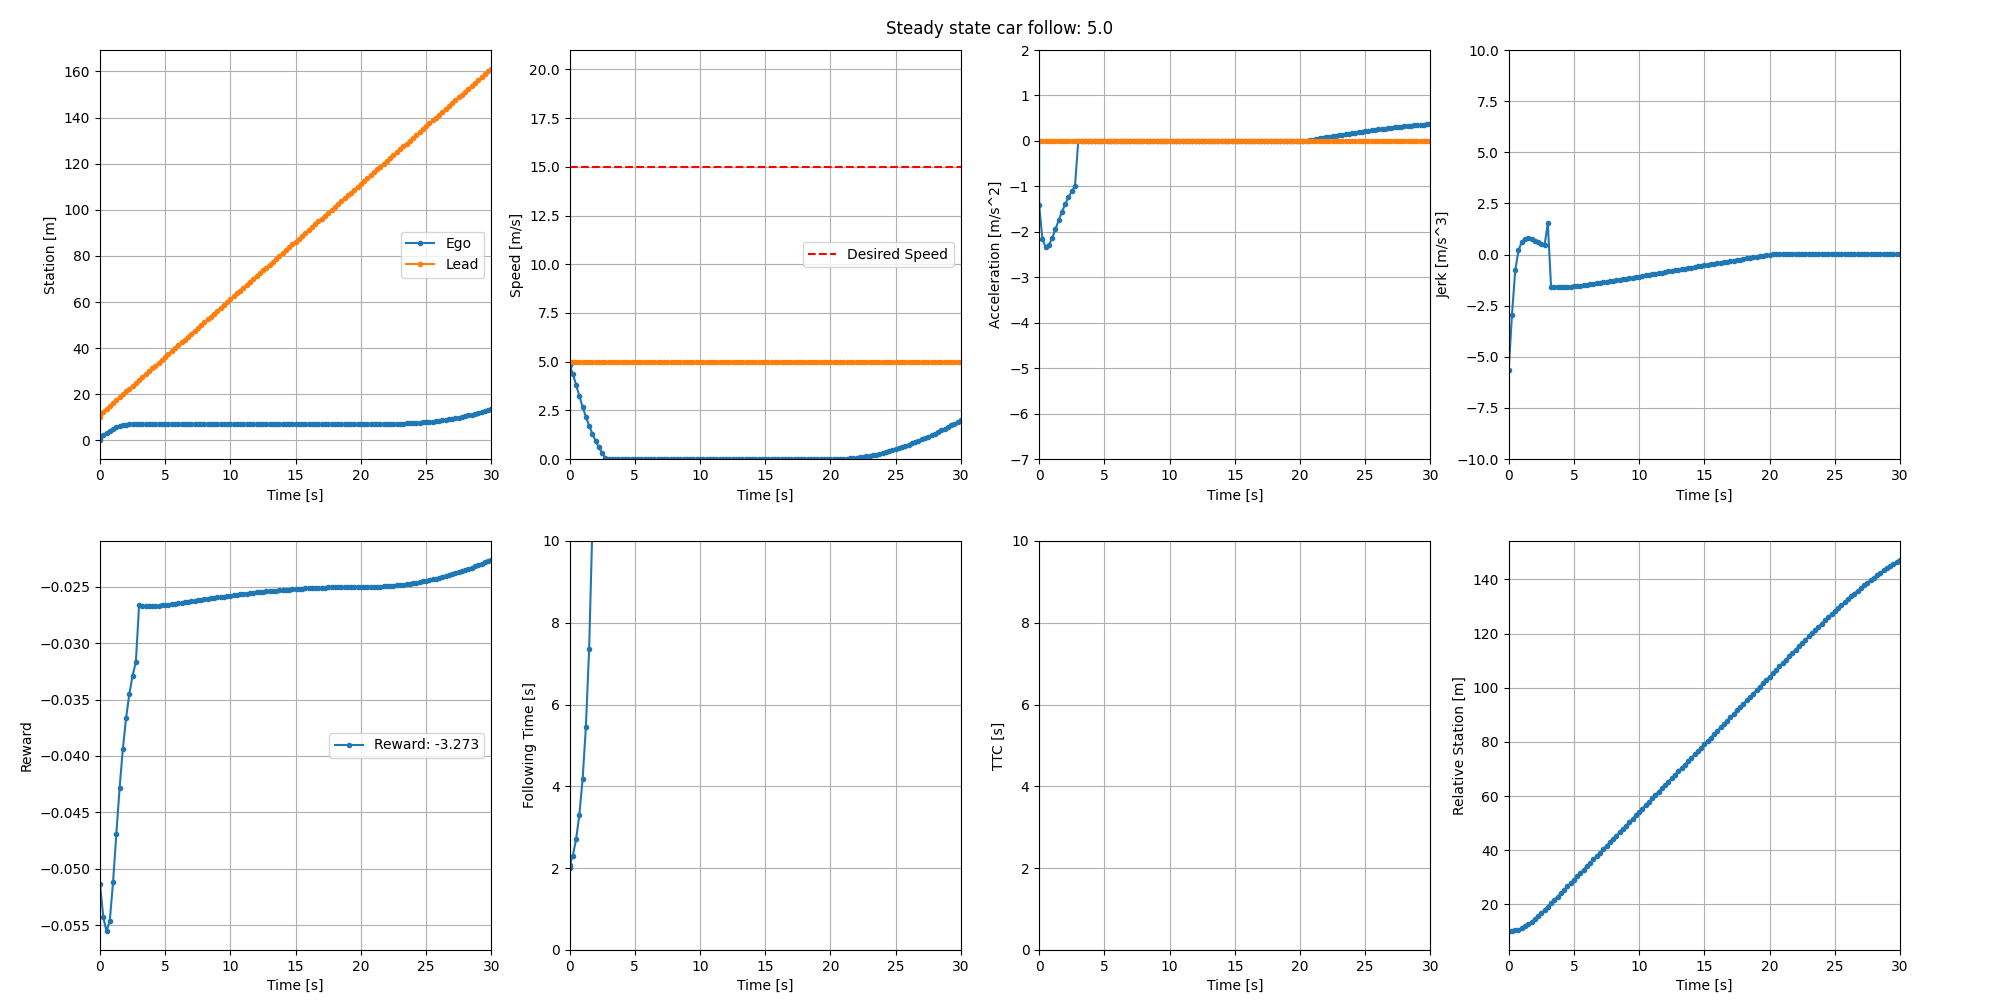 Steady state car follow: 5.0
Station [m]
160
140
120
100
80
60
40
20
0
Ego
Lead
0 5 10 15 20 25 30
Time [s]
Speed [m/s]
20.0
17.5
15.0
12.5
10.0
7.5
5.0
2.5
0.0
Desired Speed
0 5 10 15 20 25 30
Time [s]
Acceleration [m/s^2]
2
1
0
−1
−2
−3
−4
−5
−6
−7
0 5 10 15 20 25 30
Time [s]
Jerk [m/s^3]
10.0
7.5
5.0
2.5
0.0
−2.5
−5.0
−7.5
−10.0
0 5 10 15 20 25 30
Time [s]
Reward
−0.025
−0.030
−0.035
−0.040
−0.045
−0.050
−0.055
Reward: -3.273
0 5 10 15 20 25 30
Time [s]
Following Time [s]
10
8
6
4
2
0
0 5 10 15 20 25 30
Time [s]
TTC [s]
10
8
6
4
2
0
0 5 10 15 20 25 30
Time [s]
Relative Station [m]
140
120
100
80
60
40
20
0 5 10 15 20 25 30
Time [s]